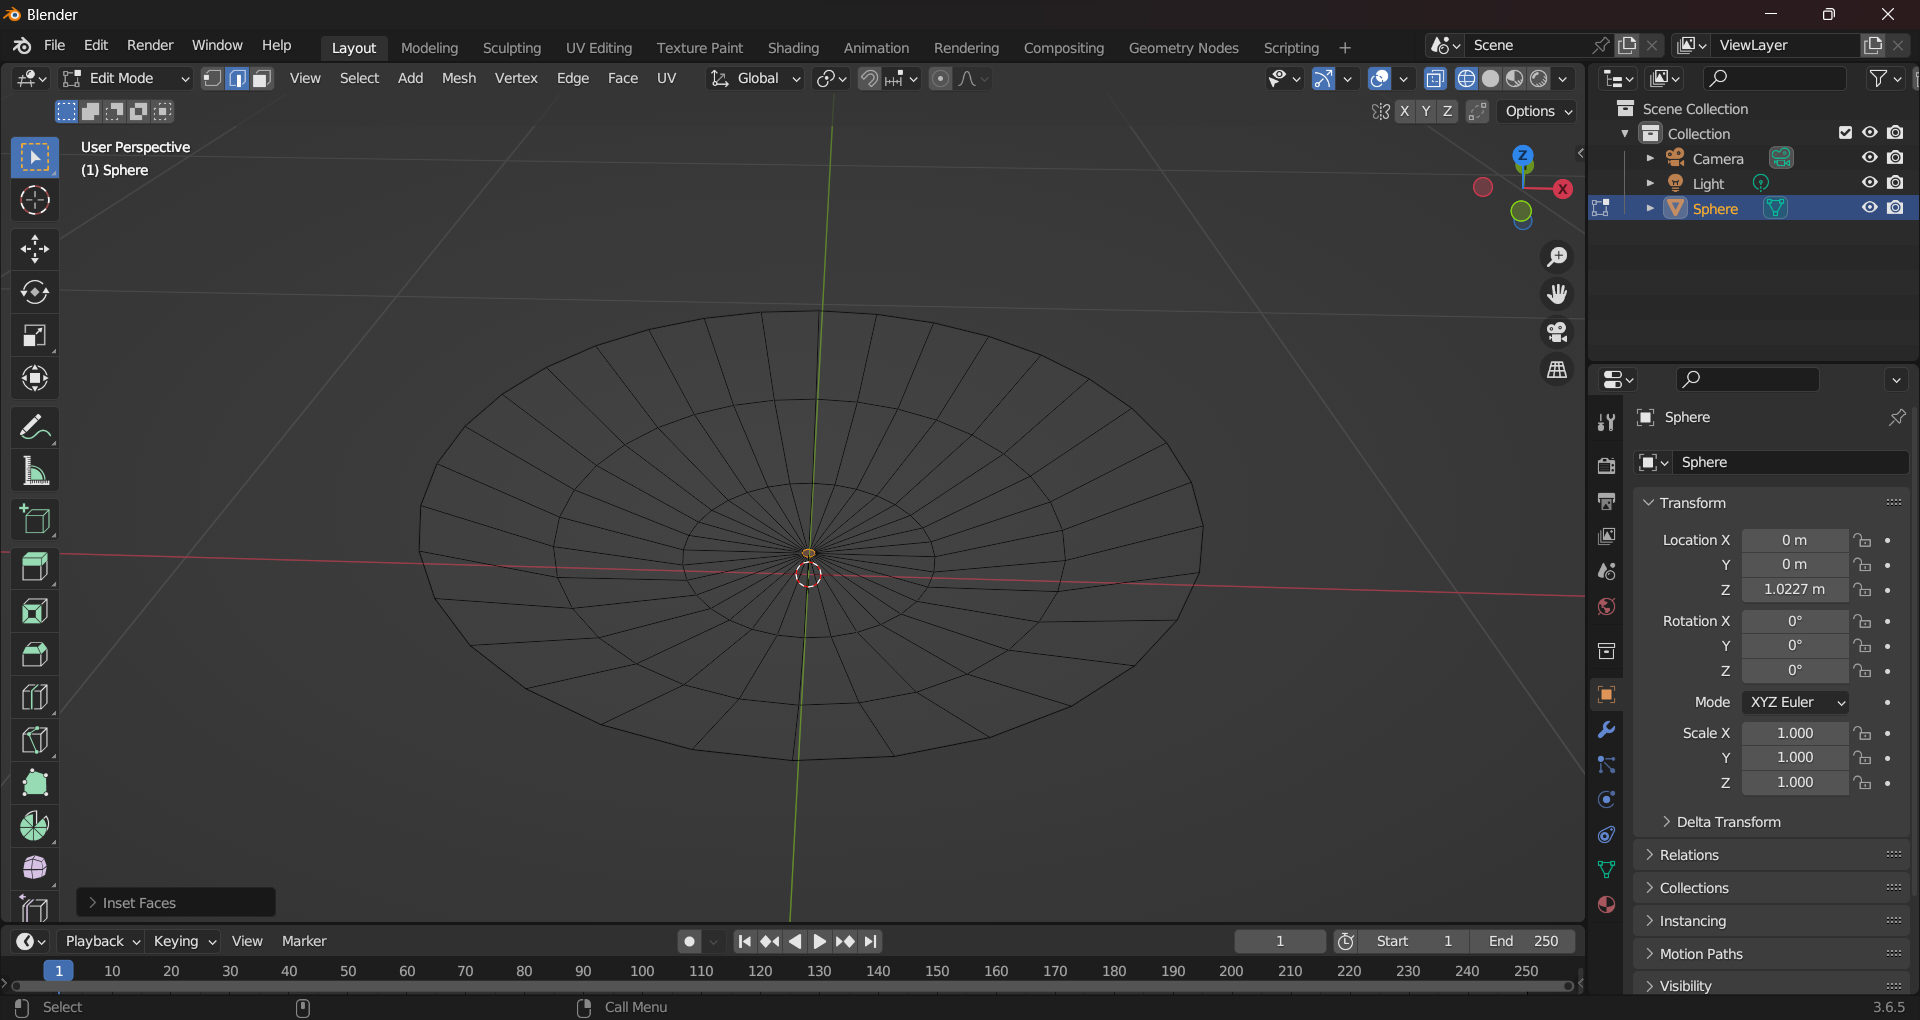 Blender
File Edit Render Window Help Layout Modeling Sculpting UV Editing Texture Paint Shading Animation Rendering Compositing Geometry Nodes Scripting + Scene ViewLayer
Edit Mode View Select Add Mesh Vertex Edge Face UV Global
X Y Z Options
User Perspective
(1) Sphere
Z
X
Scene Collection
Collection
Camera
Light
Sphere
Sphere
Sphere
Transform
Location X 0 m
Y 0 m
Z 1.0227 m
Rotation X 0°
Y 0°
Z 0°
Mode XYZ Euler
Scale X 1.000
Y 1.000
Z 1.000
Delta Transform
Relations
Collections
Instancing
Motion Paths
Visibility
Inset Faces
Playback Keying View Marker 1 Start 1 End 250
1 10 20 30 40 50 60 70 80 90 100 110 120 130 140 150 160 170 180 190 200 210 220 230 240 250
Select Call Menu 3.6.5